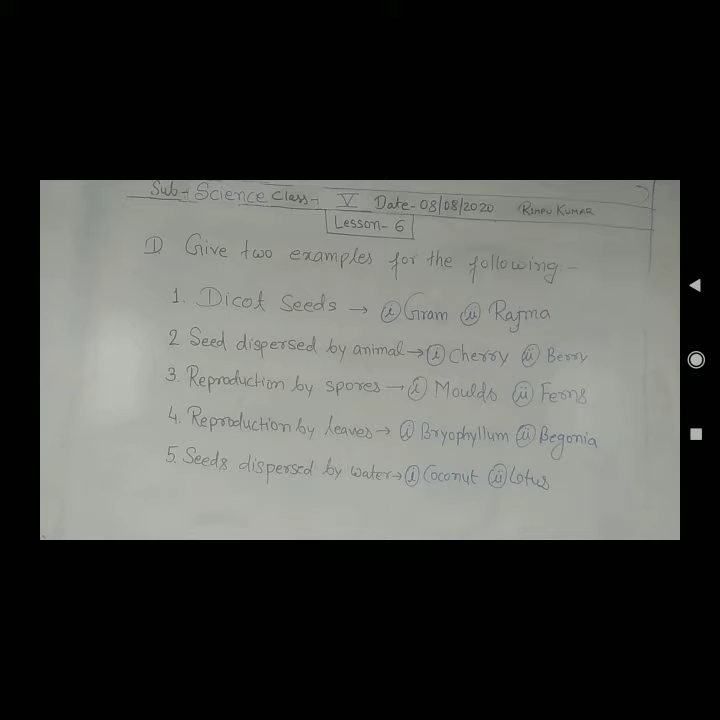 Sub- Science Class- V Date- 08/08/2020 RIMPU KUMAR
Lesson- 6
D. Give two examples for the following:-
1. Dicot Seeds → (i) Gram (ii) Rajma
2 Seed dispersed by animal → (i) Cherry (ii) Berry
3. Reproduction by spores → (i) Moulds (ii) Ferns
4. Reproduction by leaves → (i) Bryophyllum (ii) Begonia
5. Seeds dispersed by water → (i) Coconut (ii) Lotus